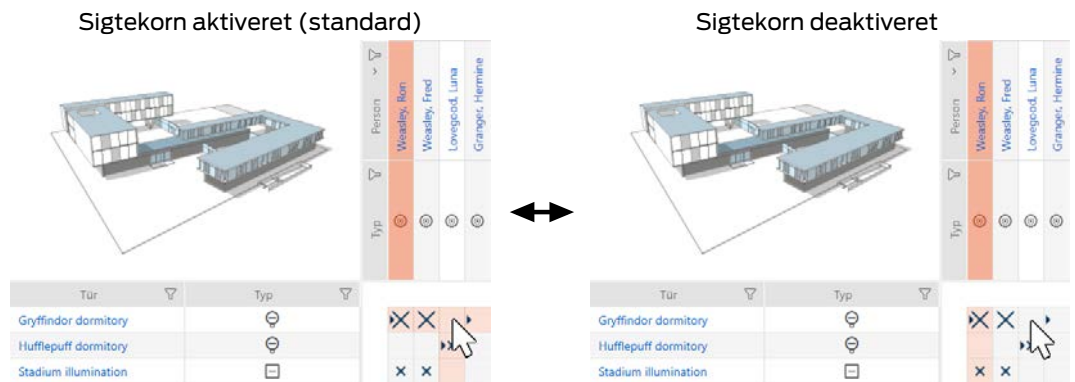 Sigtekorn aktiveret (standard)
Person
Weasley, Ron
Weasley, Fred
Lovegood, Luna
Granger, Hermine
Typ
Tür Typ
Gryffindor dormitory
Hufflepuff dormitory
Stadium illumination
Sigtekorn deaktiveret
Person
Weasley, Ron
Weasley, Fred
Lovegood, Luna
Granger, Hermine
Typ
Tür Typ
Gryffindor dormitory
Hufflepuff dormitory
Stadium illumination